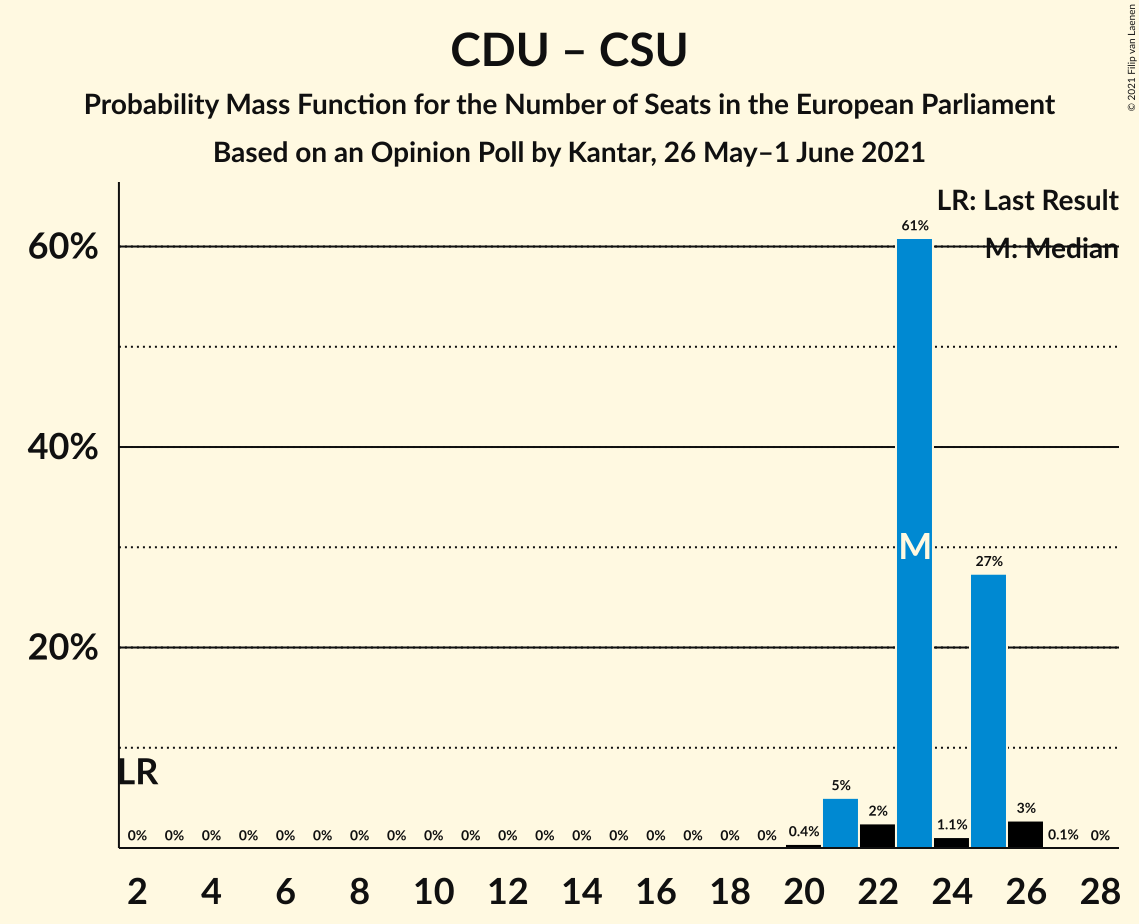 CDU – CSU
Probability Mass Function for the Number of Seats in the European Parliament
Based on an Opinion Poll by Kantar, 26 May–1 June 2021
© 2021 Filip van Laenen
LR: Last Result
M: Median
60%
40%
20%
61%
M
27%
LR
0% 0% 0% 0% 0% 0% 0% 0% 0% 0% 0% 0% 0% 0% 0% 0% 0% 0% 0.4% 5% 2% 1.1% 3% 0.1% 0%
2 4 6 8 10 12 14 16 18 20 22 24 26 28